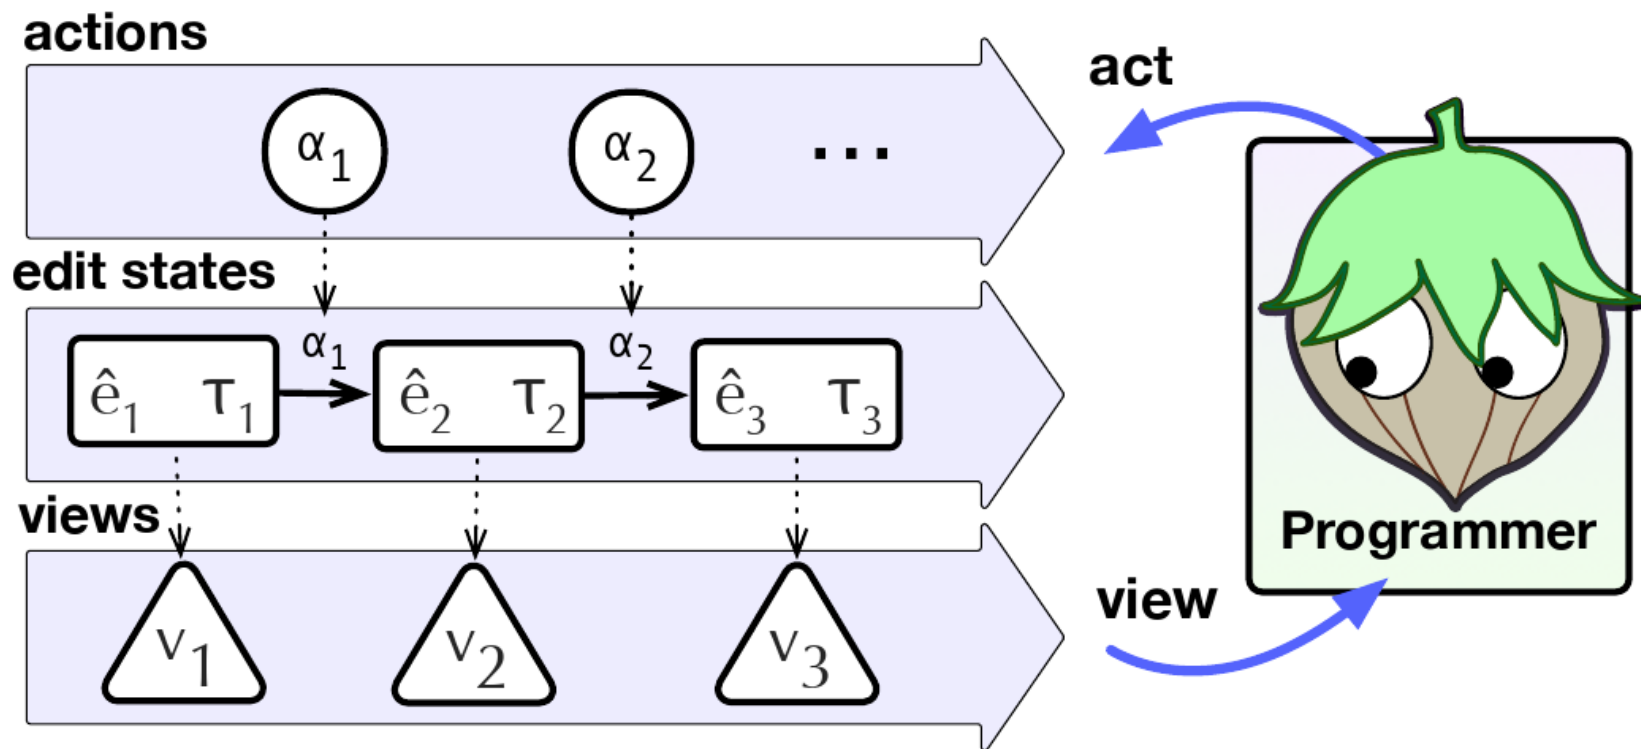 actions
α1
α2
...
act
edit states
α1
α2
ê1 τ1
ê2 τ2
ê3 τ3
views
v1
v2
v3
view
Programmer